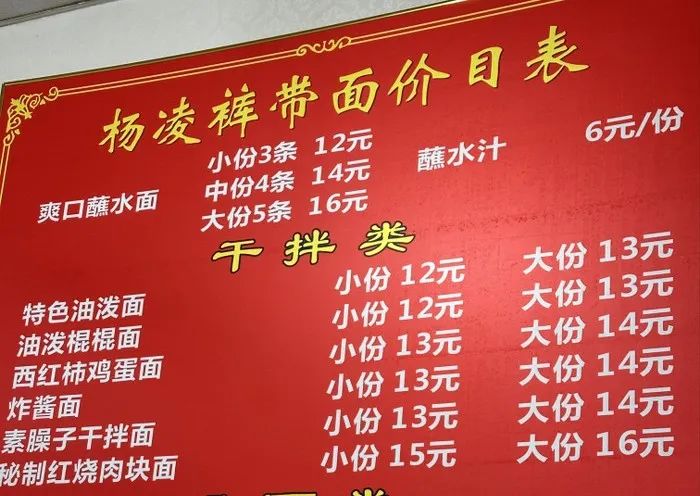 杨凌裤带面价目表
小份3条 12元
爽口蘸水面 中份4条 14元 蘸水汁 6元/份
大份5条 16元
干拌类
特色油泼面 小份 12元 大份 13元
油泼棍棍面 小份 12元 大份 13元
西红柿鸡蛋面 小份 13元 大份 14元
炸酱面 小份 13元 大份 14元
素臊子干拌面 小份 13元 大份 14元
秘制红烧肉块面 小份 15元 大份 16元